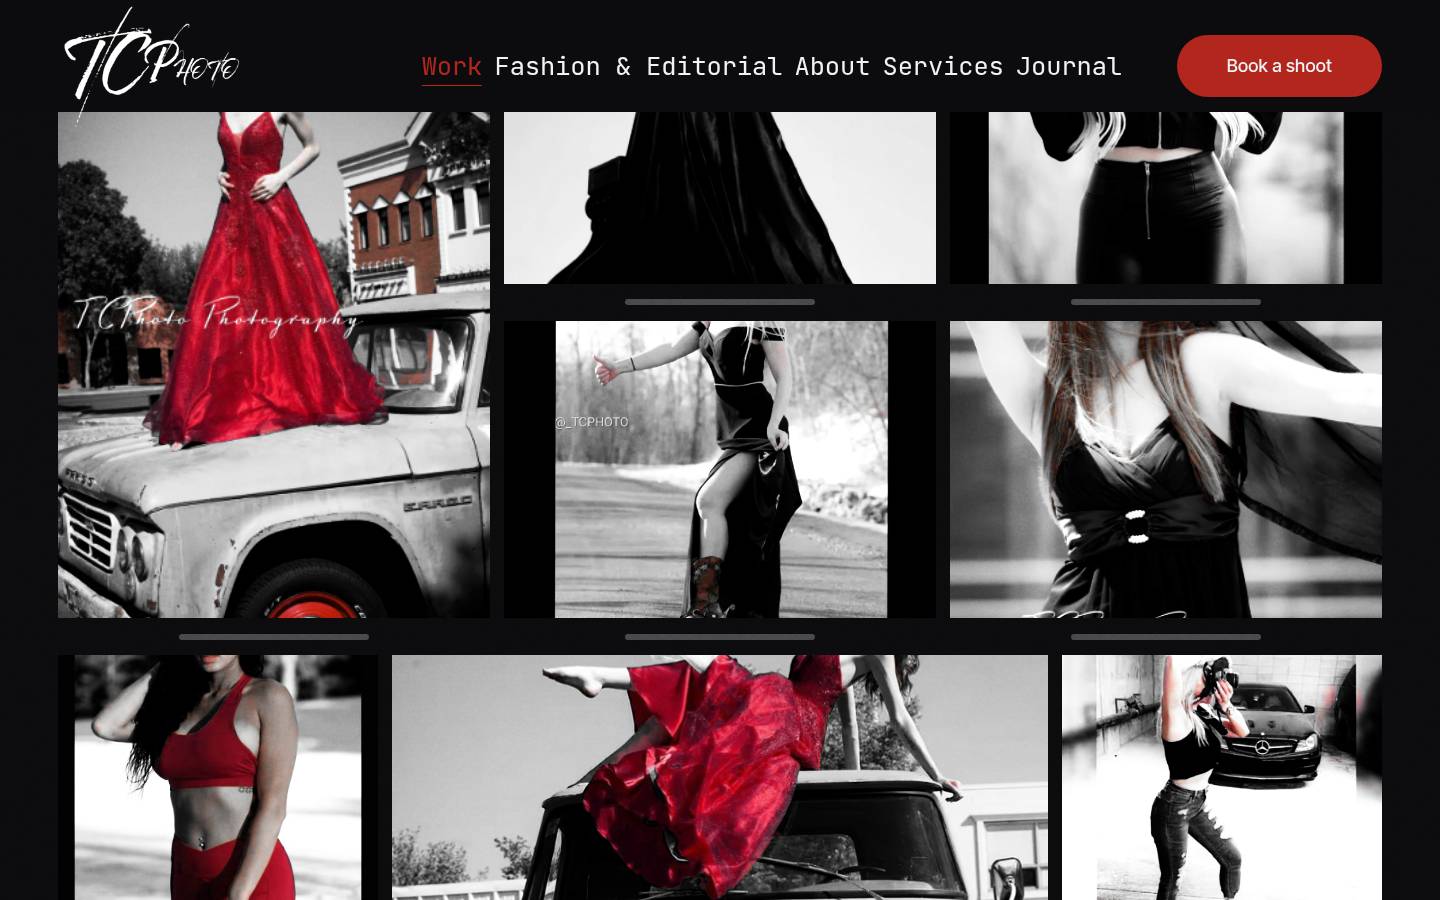 TCPHOTO
Work Fashion & Editorial About Services Journal
Book a shoot
TCPhoto Photography
@_TCPHOTO